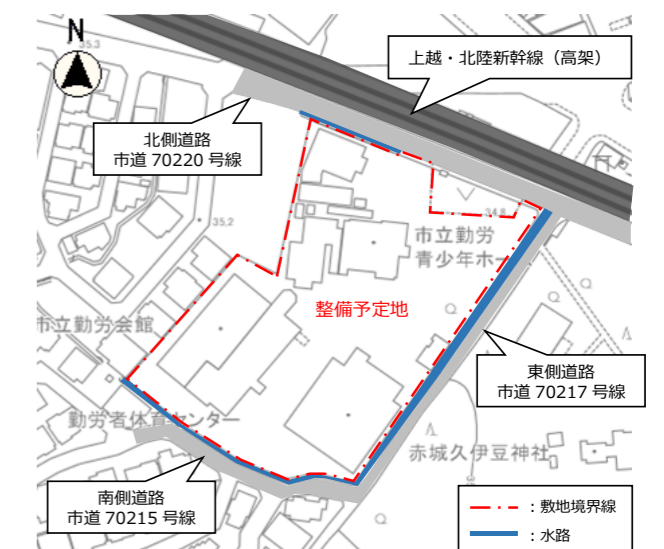 N
35.3
上越・北陸新幹線（高架）
北側道路
市道 70220 号線
35.2
34.8
市立勤労
青少年ホー
整備予定地
市立勤労会館
東側道路
市道 70217 号線
勤労者体育センター
赤城久伊豆神社
南側道路
市道 70215 号線
：敷地境界線
：水路